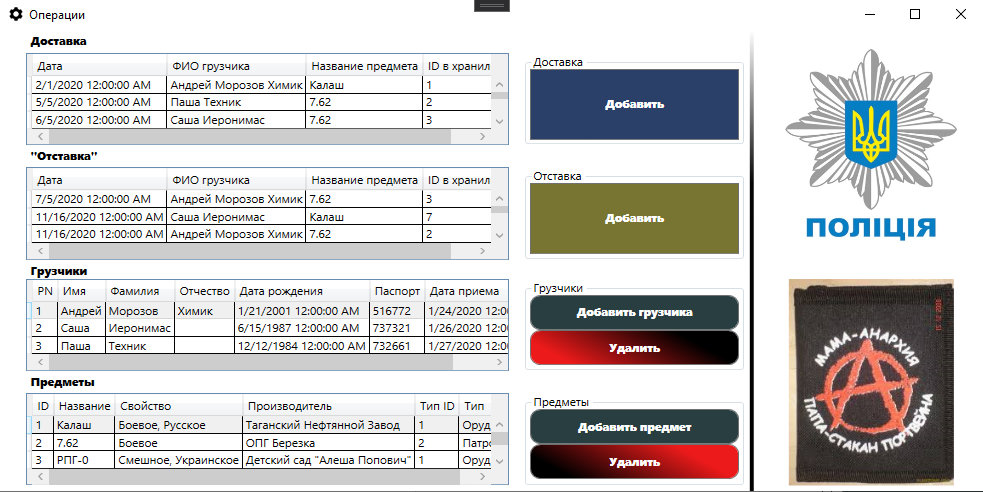 Операции
Доставка
Дата ФИО грузчика Название предмета ID в хранил
2/1/2020 12:00:00 AM Андрей Морозов Химик Калаш 1
5/5/2020 12:00:00 AM Паша Техник 7.62 2
6/5/2020 12:00:00 AM Саша Иеронимас 7.62 3
"Отставка"
Дата ФИО грузчика Название предмета ID в хранил
7/5/2020 12:00:00 AM Андрей Морозов Химик 7.62 3
11/16/2020 12:00:00 AM Саша Иеронимас Калаш 7
11/16/2020 12:00:00 AM Андрей Морозов Химик 7.62 2
Грузчики
PN Имя Фамилия Отчество Дата рождения Паспорт Дата приема
1 Андрей Морозов Химик 1/21/2001 12:00:00 AM 516772 1/24/2020 12:00
2 Саша Иеронимас 6/15/1987 12:00:00 AM 737321 1/26/2020 12:00
3 Паша Техник 12/12/1984 12:00:00 AM 732661 1/27/2020 12:00
Предметы
ID Название Свойство Производитель Тип ID Тип
1 Калаш Боевое, Русское Таганский Нефтянной Завод 1 Оруд
2 7.62 Боевое ОПГ Березка 2 Патро
3 РПГ-0 Смешное, Украинское Детский сад "Алеша Попович" 1 Оруд
Доставка
Добавить
Отставка
Добавить
Грузчики
Добавить грузчика
Удалить
Предметы
Добавить предмет
Удалить
ПОЛІЦІЯ
МАМА-АНАРХИЯ
ПАПА-СТАКАН ПОРТВЕЙНА